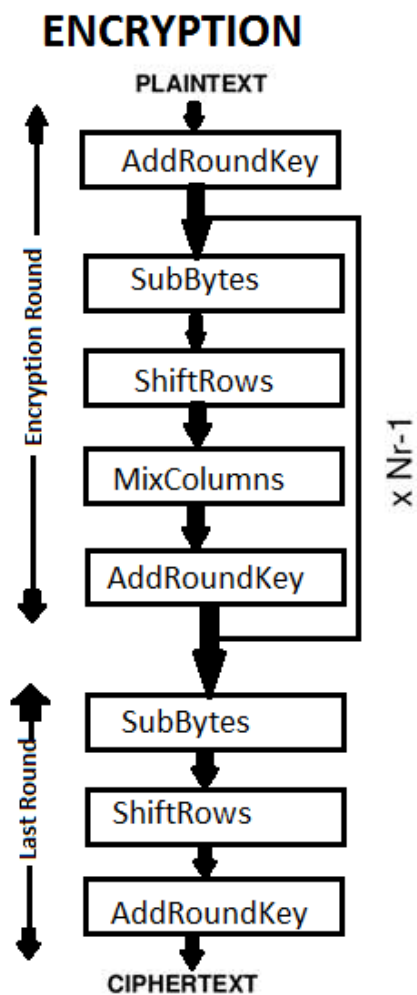 ENCRYPTION
PLAINTEXT
AddRoundKey
SubBytes
ShiftRows
MixColumns
AddRoundKey
Encryption Round
x Nr-1
SubBytes
ShiftRows
AddRoundKey
Last Round
CIPHERTEXT